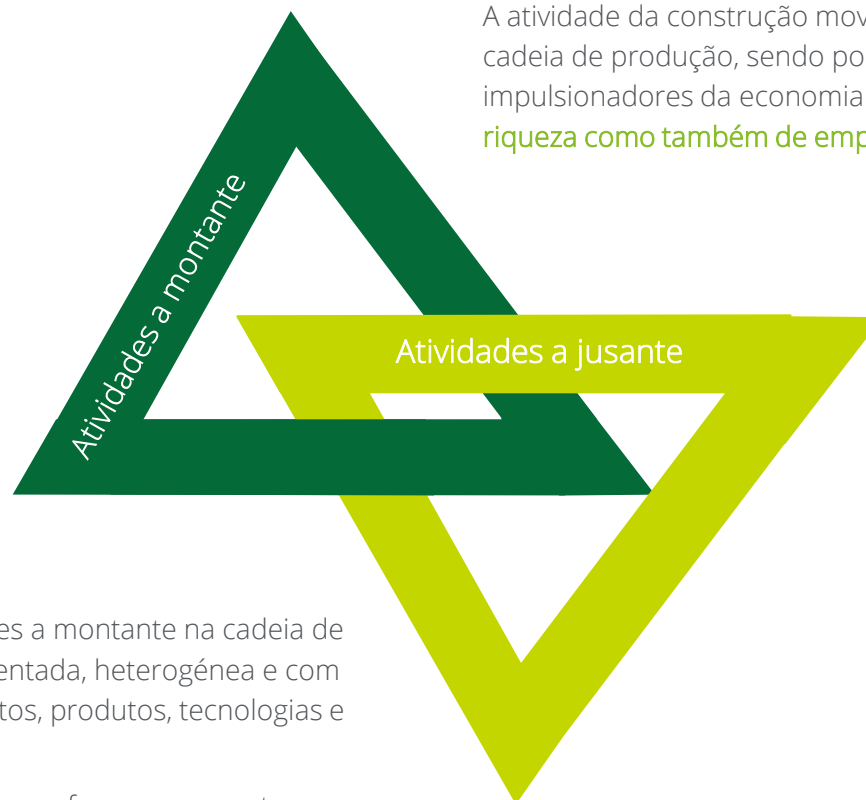 A atividade da construção mov
cadeia de produção, sendo po
impulsionadores da economia
riqueza como também de emp
Atividades a montante
Atividades a jusante
es a montante na cadeia de
entada, heterogénea e com
tos, produtos, tecnologias e